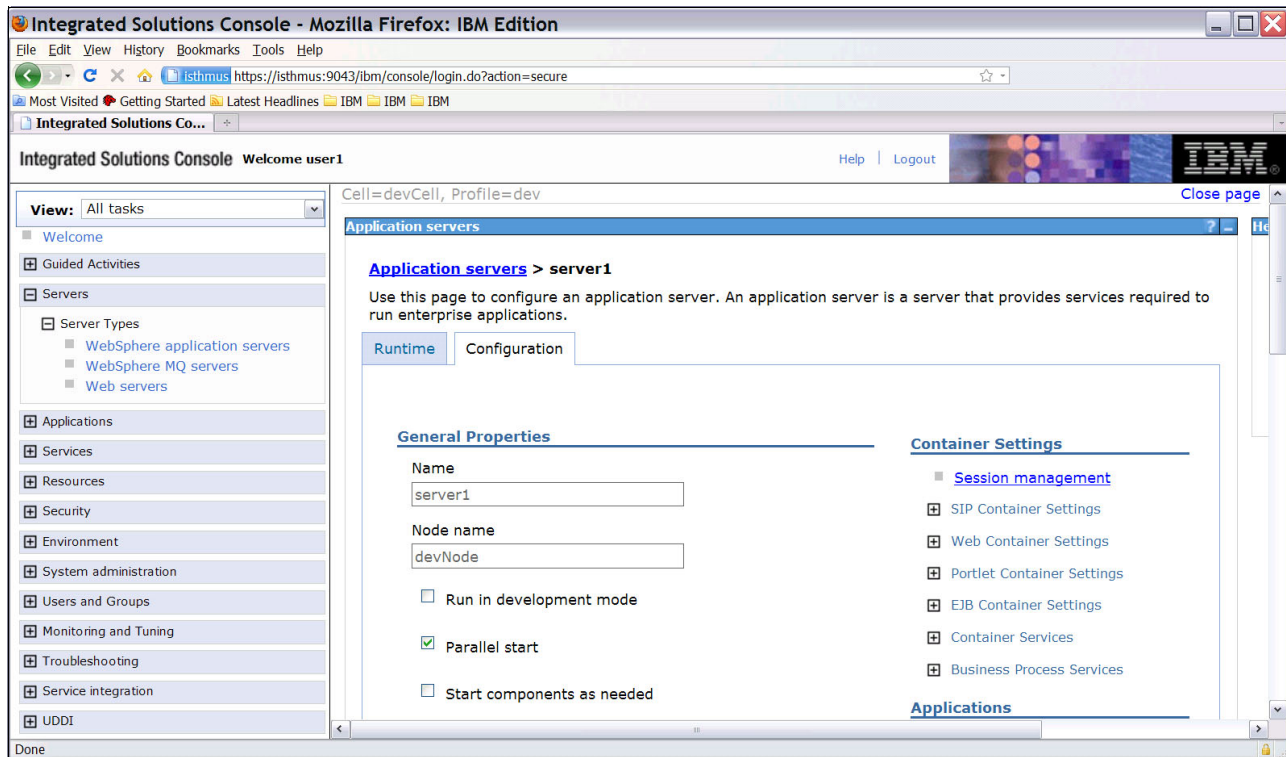 Integrated Solutions Console - Mozilla Firefox: IBM Edition
File Edit View History Bookmarks Tools Help
isthmus https://isthmus:9043/ibm/console/login.do?action=secure
Most Visited Getting Started Latest Headlines IBM IBM IBM
Integrated Solutions Co...
Integrated Solutions Console Welcome user1
Help Logout
IBM®
View: All tasks
Welcome
Guided Activities
Servers
Server Types
WebSphere application servers
WebSphere MQ servers
Web servers
Applications
Services
Resources
Security
Environment
System administration
Users and Groups
Monitoring and Tuning
Troubleshooting
Service integration
UDDI
Cell=devCell, Profile=dev
Close page
Application servers
?
He
Application servers > server1
Use this page to configure an application server. An application server is a server that provides services required to
run enterprise applications.
Runtime Configuration
General Properties
Name
server1
Node name
devNode
Run in development mode
Parallel start
Start components as needed
Container Settings
Session management
SIP Container Settings
Web Container Settings
Portlet Container Settings
EJB Container Settings
Container Services
Business Process Services
Applications
Done